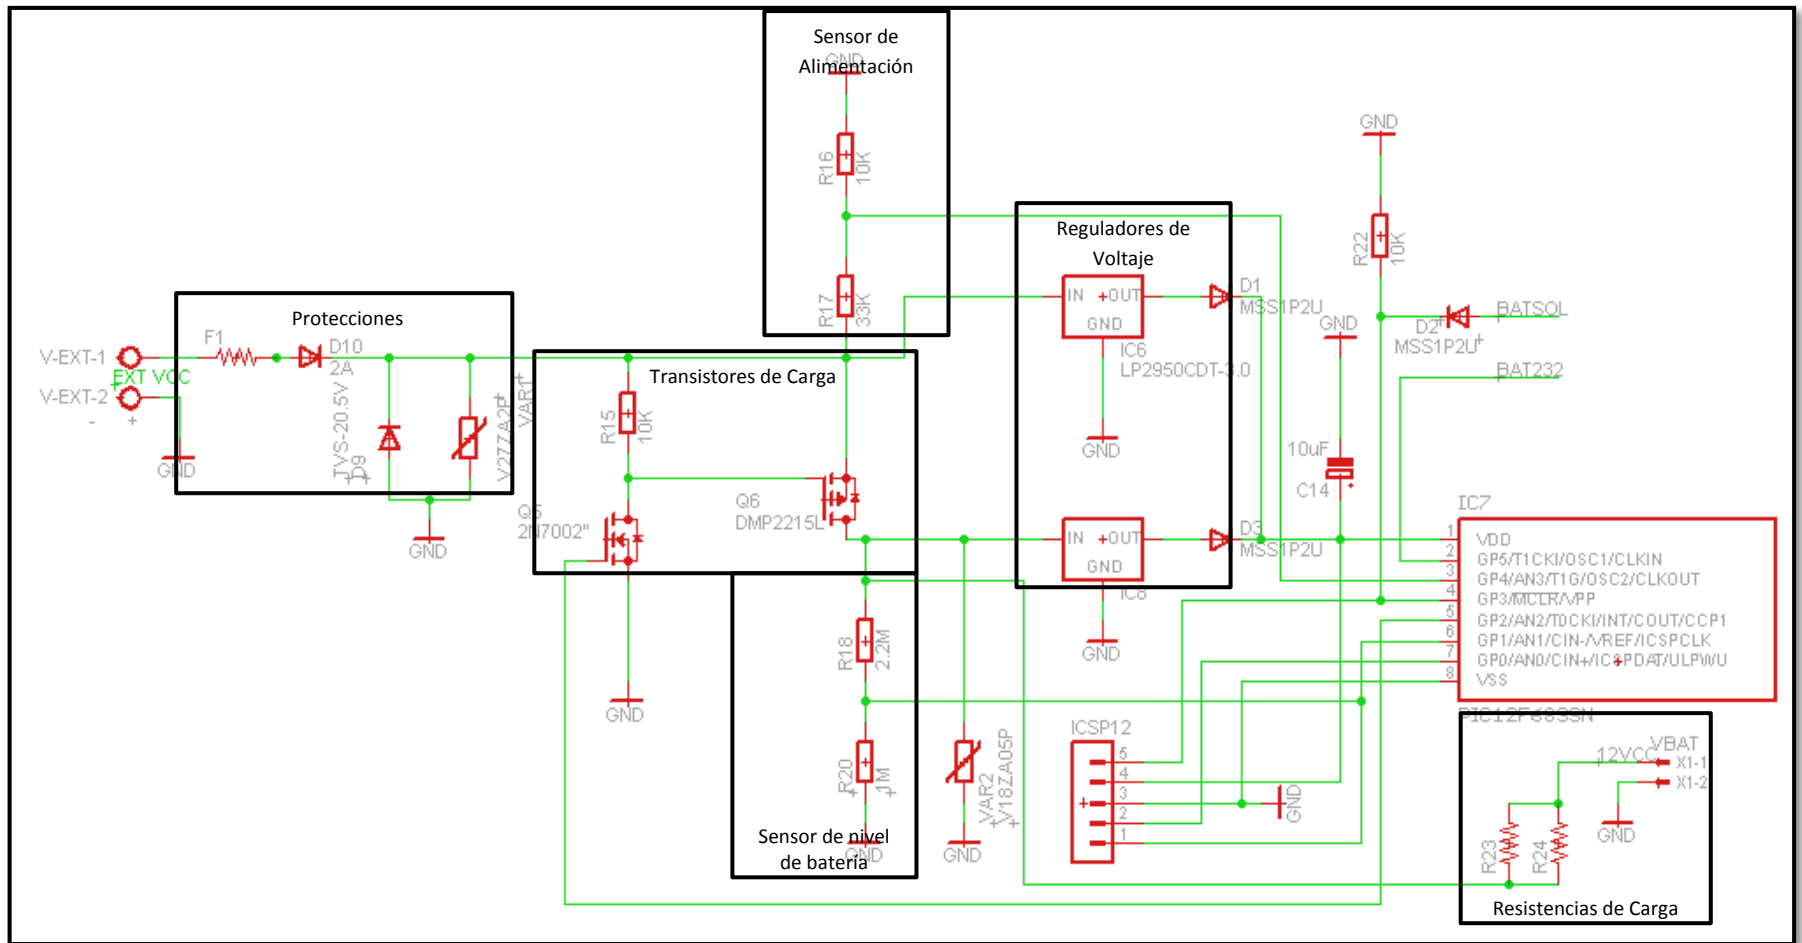 Sensor de
Alimentación
GND
R16
10K
R17
33K
Protecciones
F1
D10
2A
V-EXT-1
EXT VCC
V-EXT-2
- +
GND
TVS-20.5V
D9
VAR1
GND
Transistores de Carga
R15
10K
Q6
DMP2215L
2N7002"
GND
Reguladores de
Voltaje
IN +OUT
GND
IC6
LP2950CDT-3.0
D1
MSS1P2U
GND
IN +OUT
GND
IC8
D3
MSS1P2U
GND
GND
R22
10K
D2
MSS1P2U
BATSOL
BAT232
GND
10uF
C14
IC7
1 VDD
2 GP5/T1CKI/OSC1/CLKIN
3 GP4/AN3/T1G/OSC2/CLKOUT
4 GP3/MCLR/VPP
5 GP2/AN2/T0CKI/INT/COUT/CCP1
6 GP1/AN1/CIN-/VREF/ICSPCLK
7 GP0/AN0/CIN+/ICSPDAT/ULPWU
8 VSS
R18
2.2M
R20
1M
Sensor de nivel
de batería
GND
VAR2
V18ZA05P
GND
ICSP12
5
4
3
2
1
GND
VBAT
12VCC
X1-1
X1-2
GND
R23
R24
Resistencias de Carga